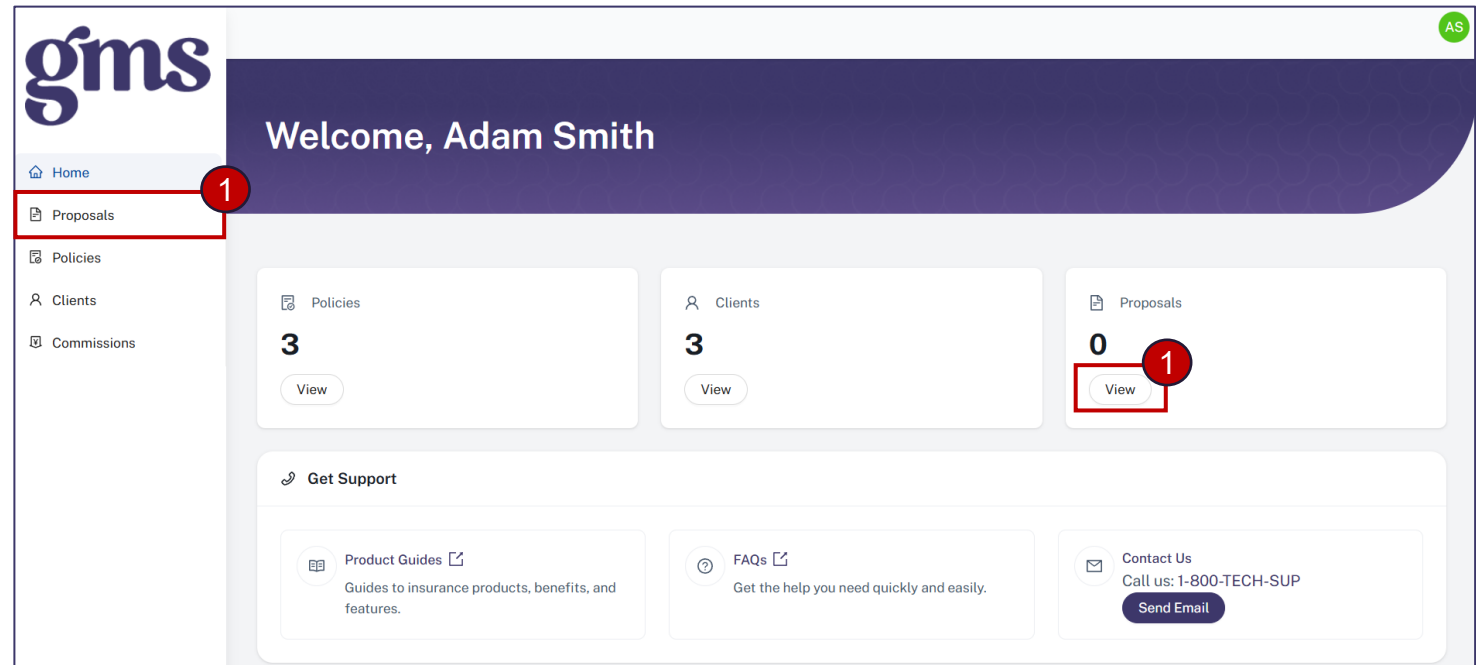 gms
AS
Welcome, Adam Smith
Home
1
Proposals
Policies
Clients
Commissions
Policies
3
View
Clients
3
View
Proposals
0
1
View
Get Support
Product Guides
Guides to insurance products, benefits, and
features.
FAQs
Get the help you need quickly and easily.
Contact Us
Call us: 1-800-TECH-SUP
Send Email